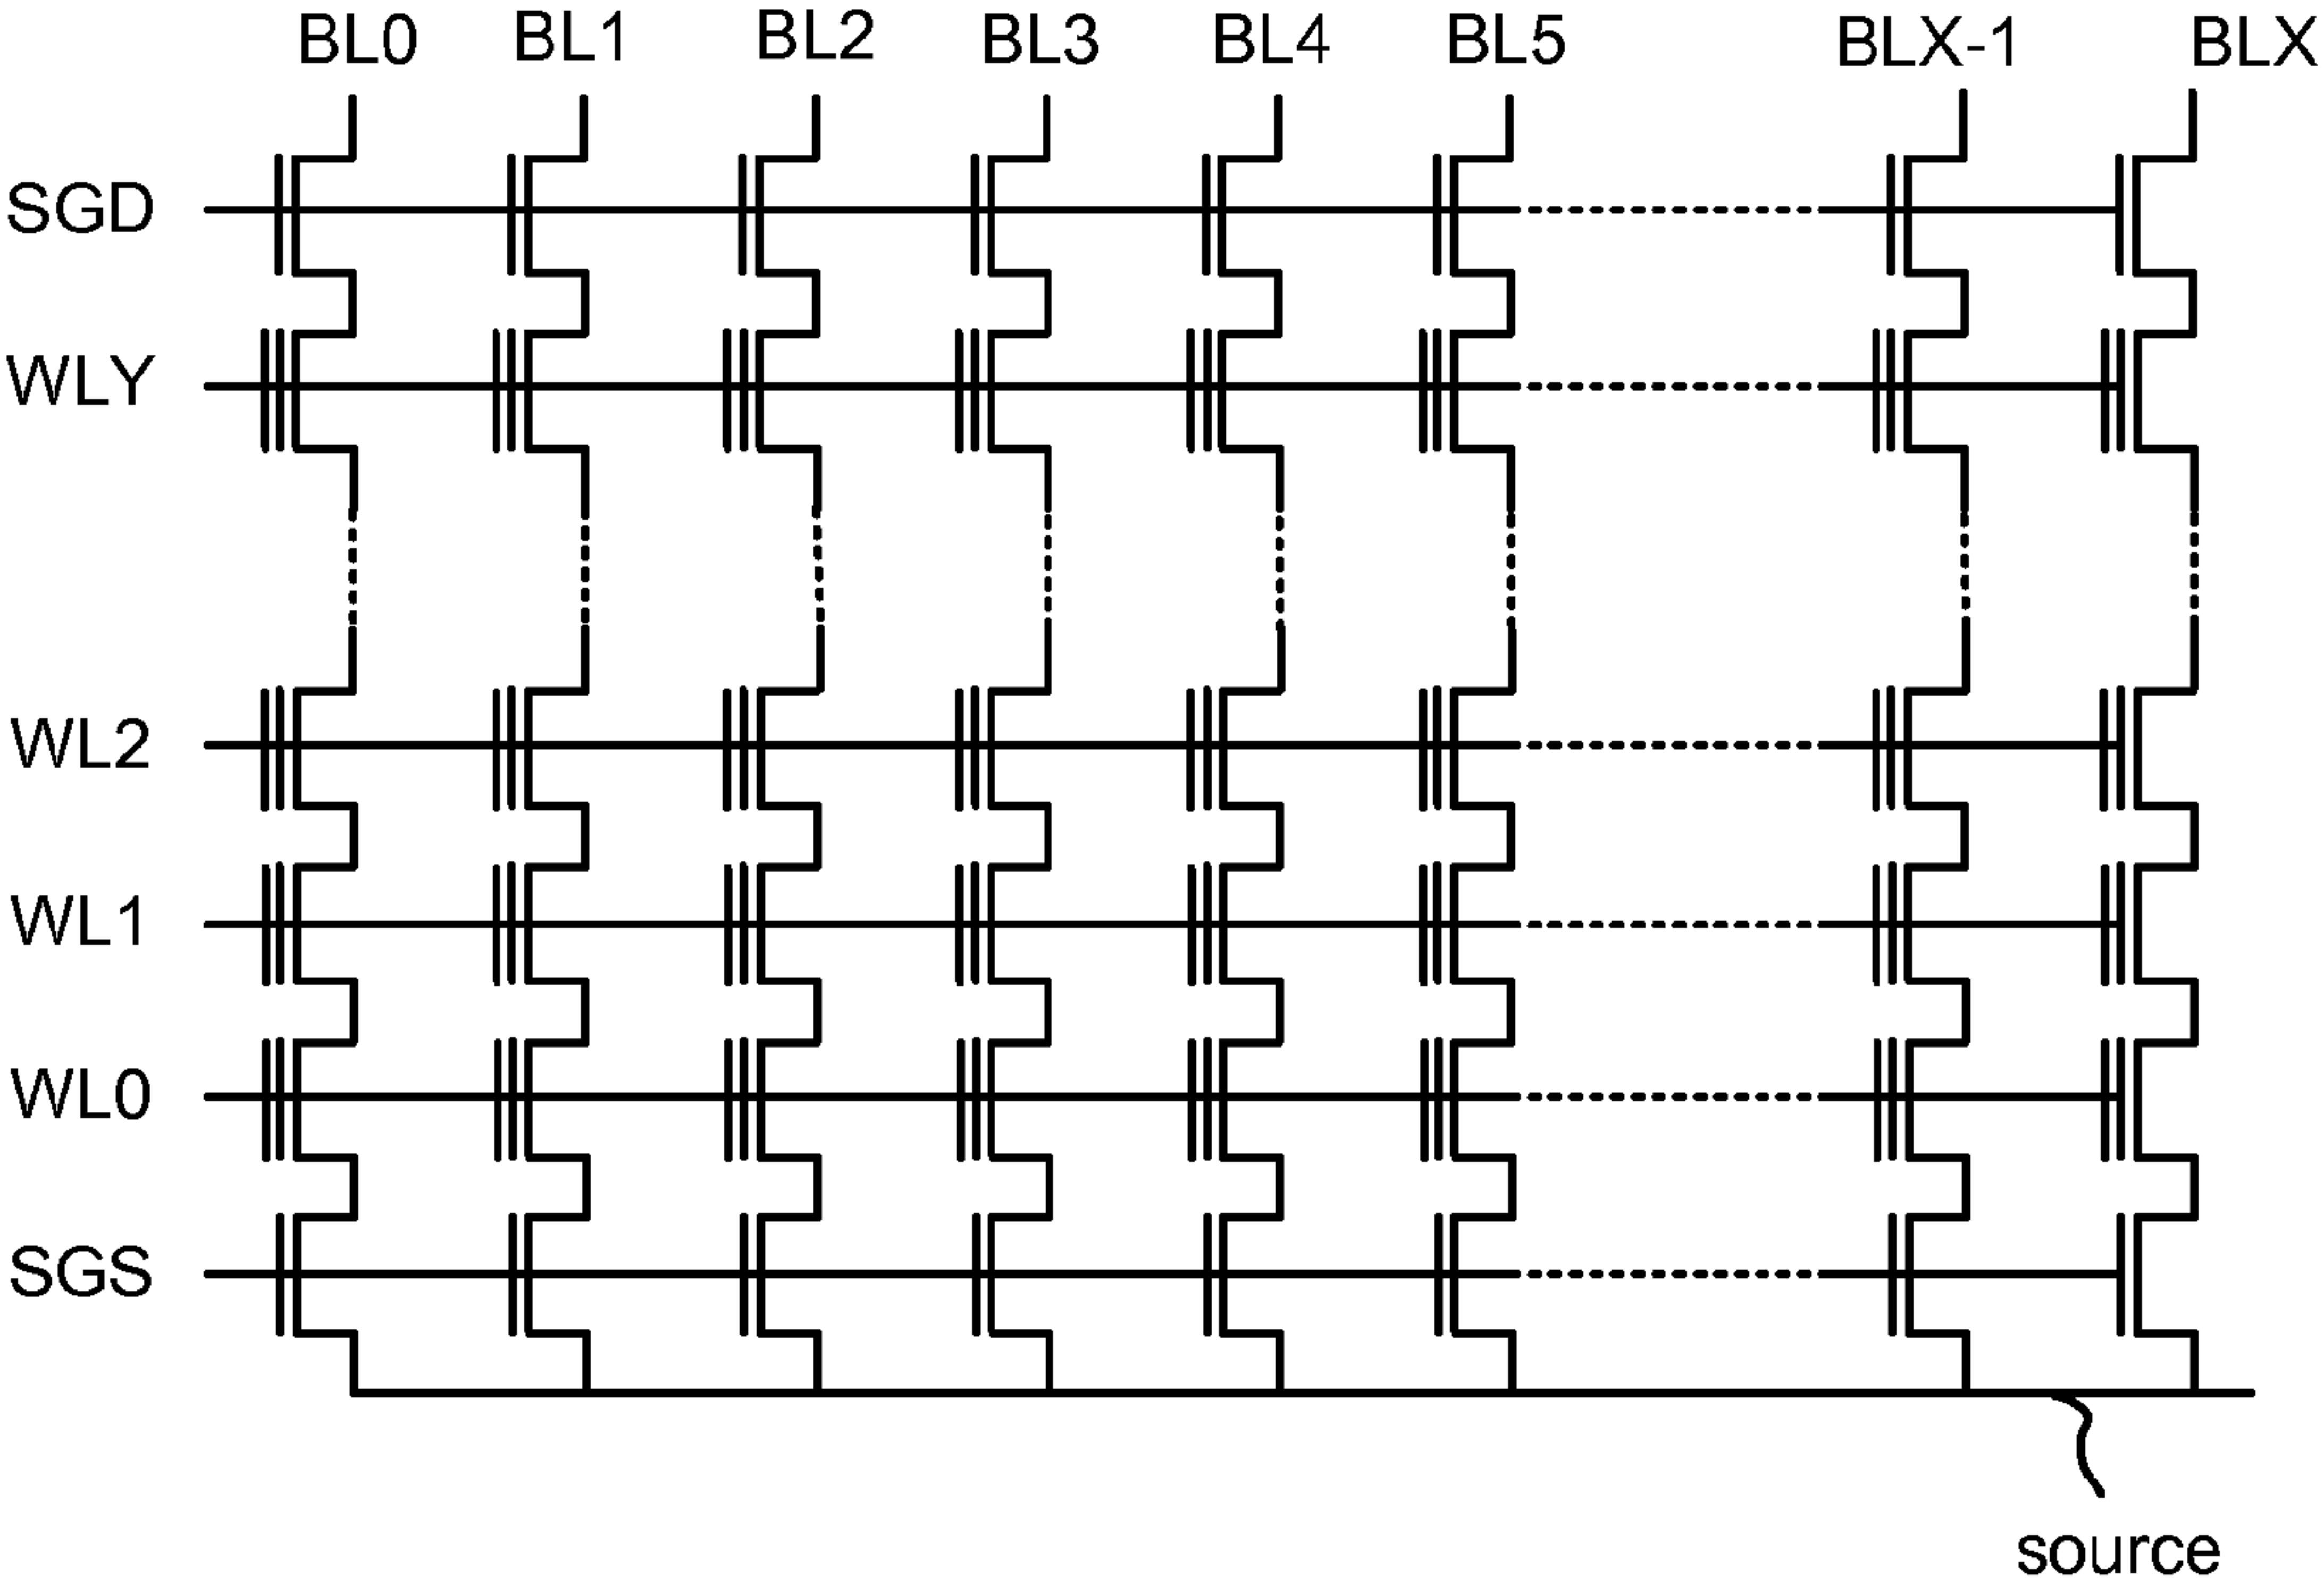 BL0 BL1 BL2 BL3 BL4 BL5 BLX-1 BLX
SGD
WLY
WL2
WL1
WL0
SGS
source